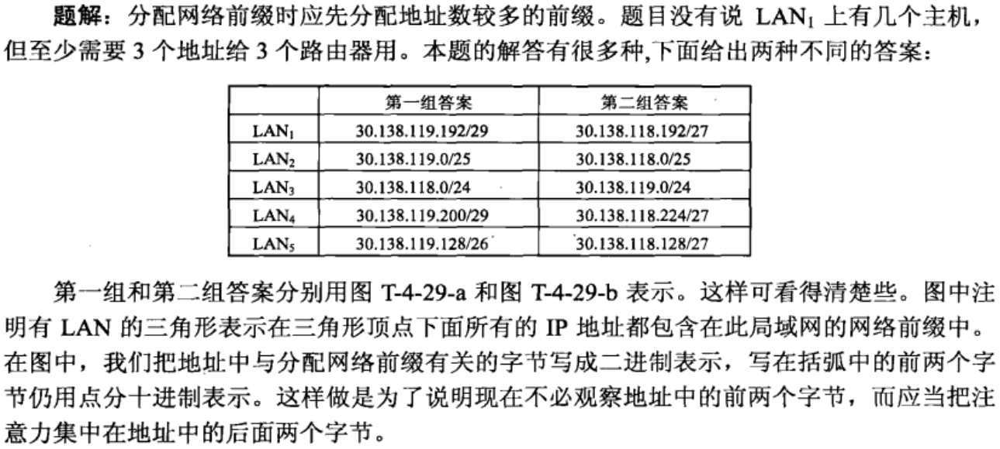 题解：分配网络前缀时应先分配地址数较多的前缀。题目没有说 LAN₁ 上有几个主机，
但至少需要 3 个地址给 3 个路由器用。本题的解答有很多种,下面给出两种不同的答案：
第一组答案 第二组答案
LAN₁ 30.138.119.192/29 30.138.118.192/27
LAN₂ 30.138.119.0/25 30.138.118.0/25
LAN₃ 30.138.118.0/24 30.138.119.0/24
LAN₄ 30.138.119.200/29 30.138.118.224/27
LAN₅ 30.138.119.128/26 30.138.118.128/27
第一组和第二组答案分别用图 T-4-29-a 和图 T-4-29-b 表示。这样可看得清楚些。图中注
明有 LAN 的三角形表示在三角形顶点下面所有的 IP 地址都包含在此局域网的网络前缀中。
在图中，我们把地址中与分配网络前缀有关的字节写成二进制表示，写在括弧中的前两个字
节仍用点分十进制表示。这样做是为了说明现在不必观察地址中的前两个字节，而应当把注
意力集中在地址中的后面两个字节。